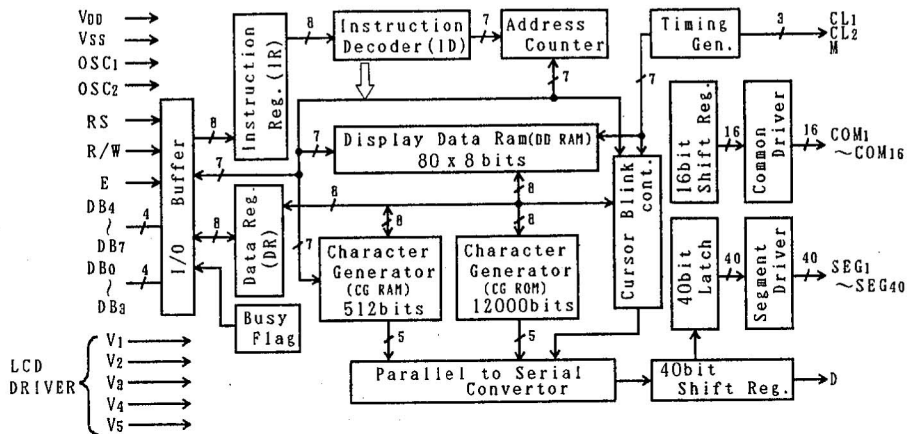 VDD
VSS
OSC1
OSC2
RS
R/W
E
DB4
~
DB7
DB0
~
DB3
4
4
I/O Buffer
8
7
8
Instruction
Reg. (IR)
8
Instruction
Decoder(ID)
7
Address
Counter
7
Timing
Gen.
3
CL1
CL2
M
7
7
Display Data Ram(DD RAM)
80 x 8 bits
Data Reg.
(DR)
8
8
8
8
7
Character
Generator
(CG RAM)
512bits
Character
Generator
(CG ROM)
12000bits
Cursor Blink
cont.
16bit
Shift Reg.
16
Common
Driver
16
COM1
~COM16
40bit
Latch
40
Segment
Driver
40
SEG1
~SEG40
Busy
Flag
5
5
Parallel to Serial
Convertor
40bit
Shift Reg.
D
LCD
DRIVER
V1
V2
V3
V4
V5